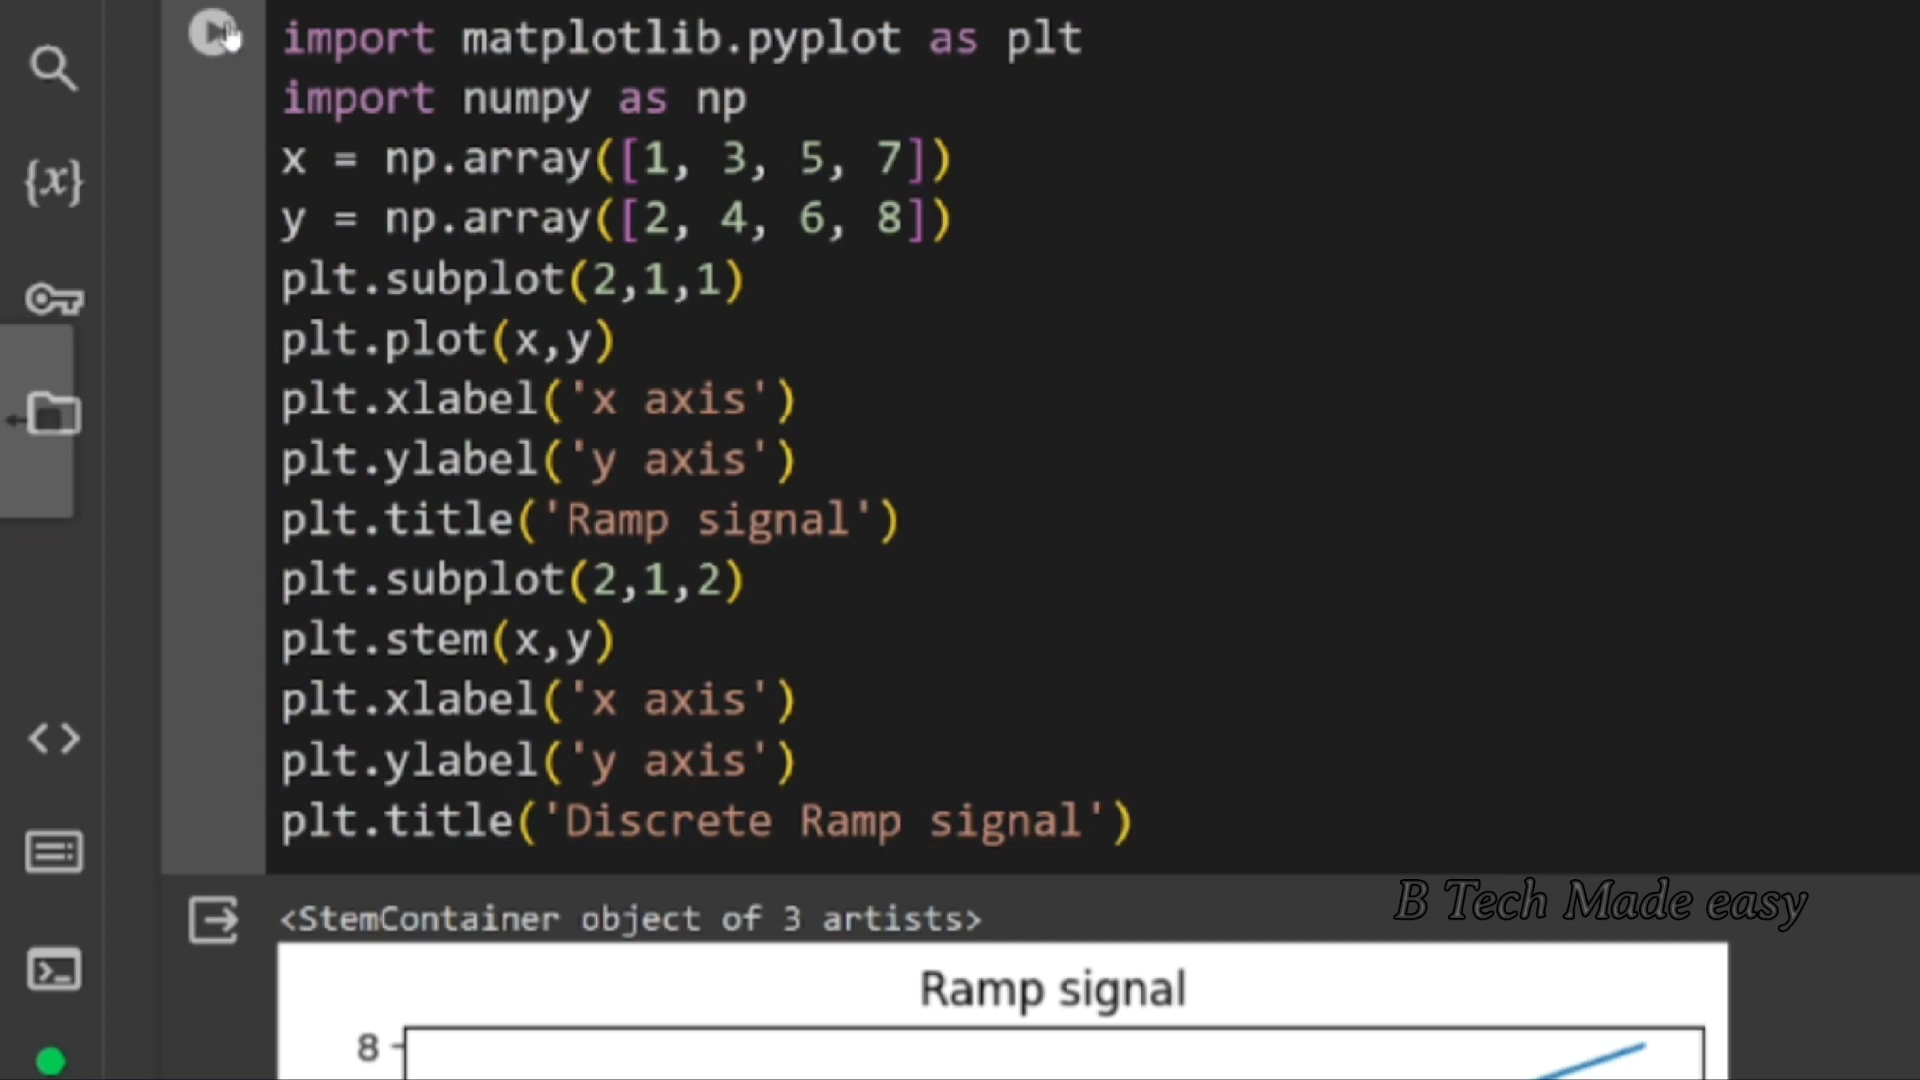 import matplotlib.pyplot as plt
import numpy as np
x = np.array([1, 3, 5, 7])
y = np.array([2, 4, 6, 8])
plt.subplot(2,1,1)
plt.plot(x,y)
plt.xlabel('x axis')
plt.ylabel('y axis')
plt.title('Ramp signal')
plt.subplot(2,1,2)
plt.stem(x,y)
plt.xlabel('x axis')
plt.ylabel('y axis')
plt.title('Discrete Ramp signal')
B Tech Made easy
<StemContainer object of 3 artists>
Ramp signal
8
{x}